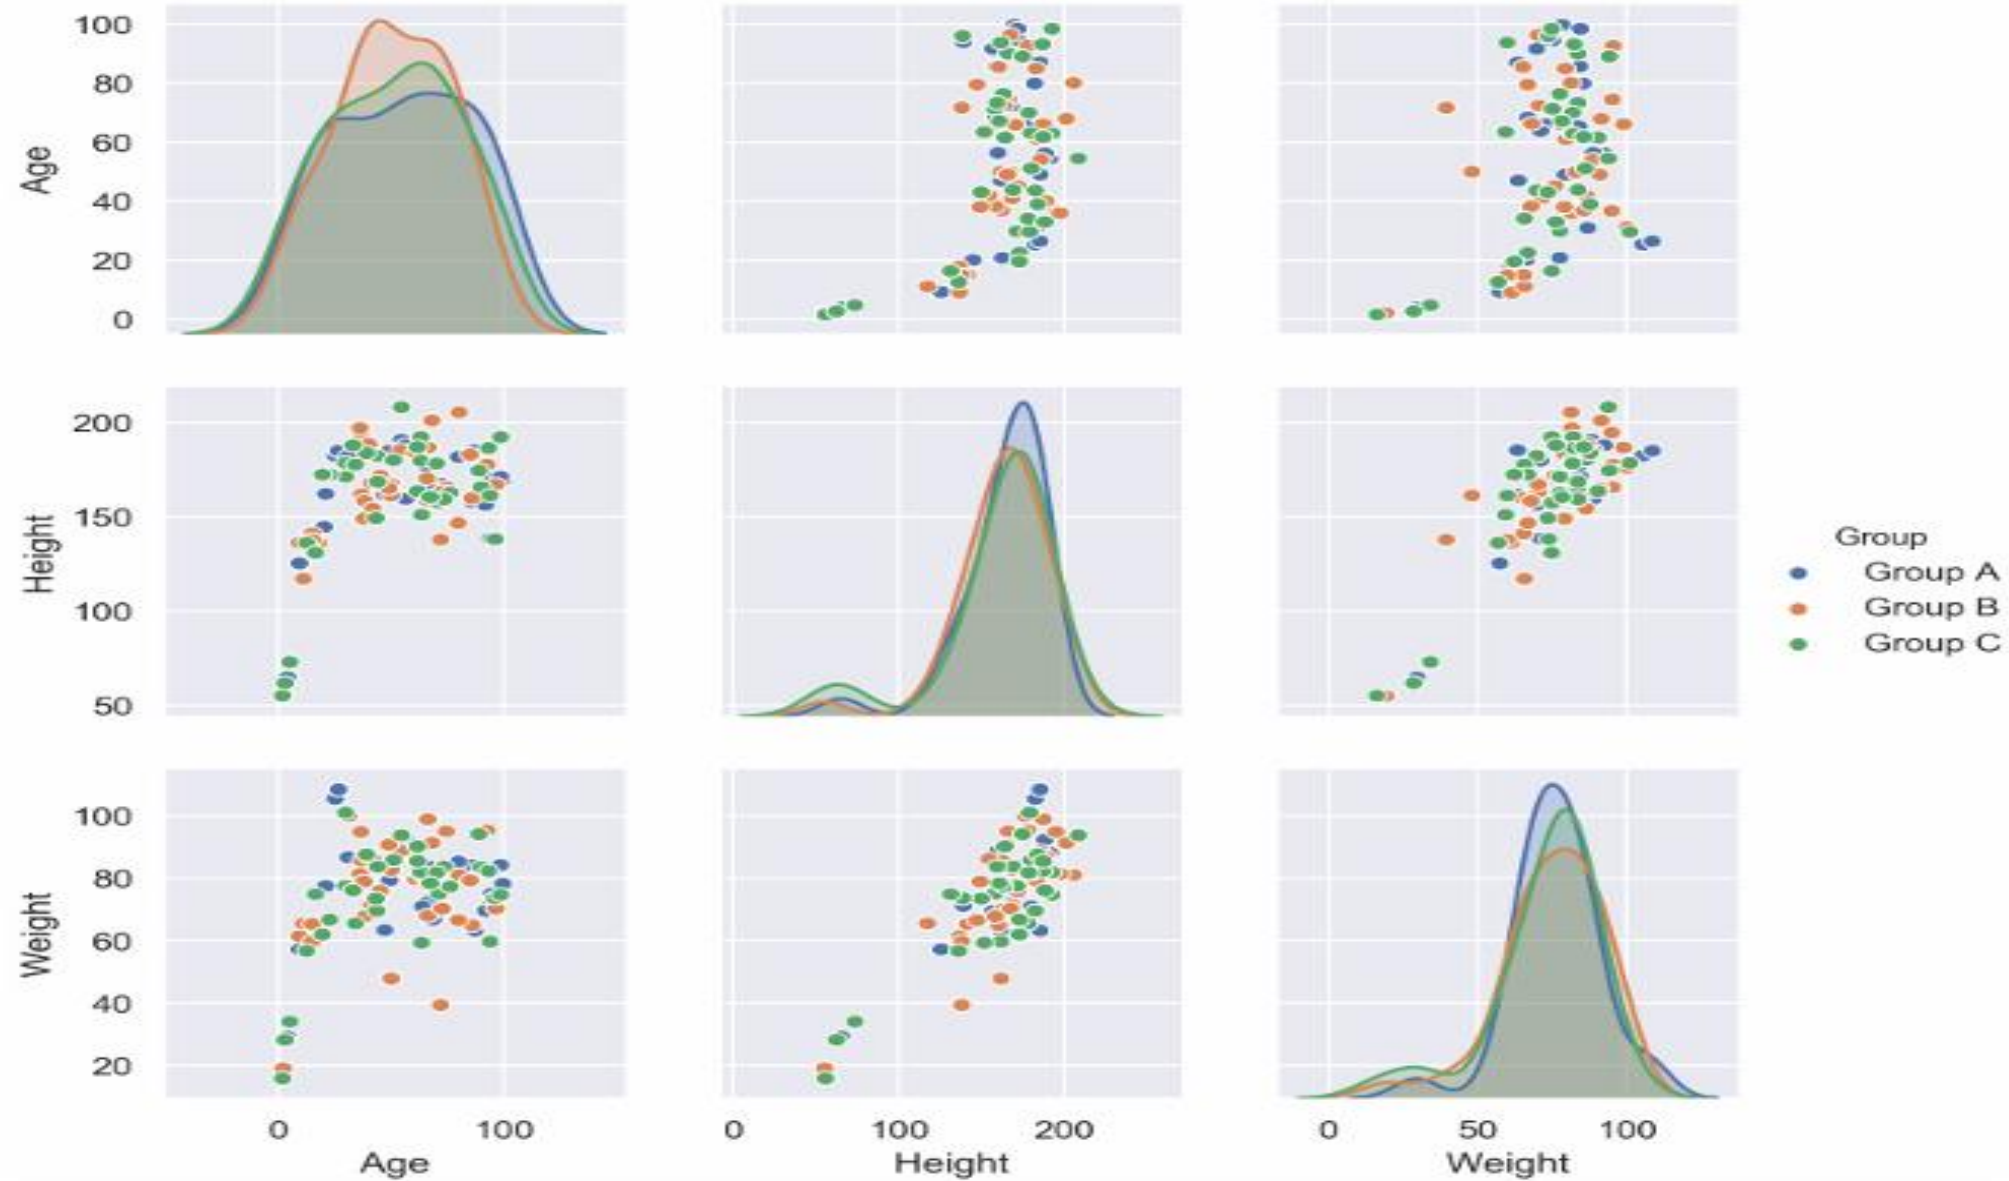 100
80
60
40
20
0
Age
200
150
100
50
Height
Group
Group A
Group B
Group C
100
80
60
40
20
Weight
0 100 0 100 200 0 50 100
Age Height Weight